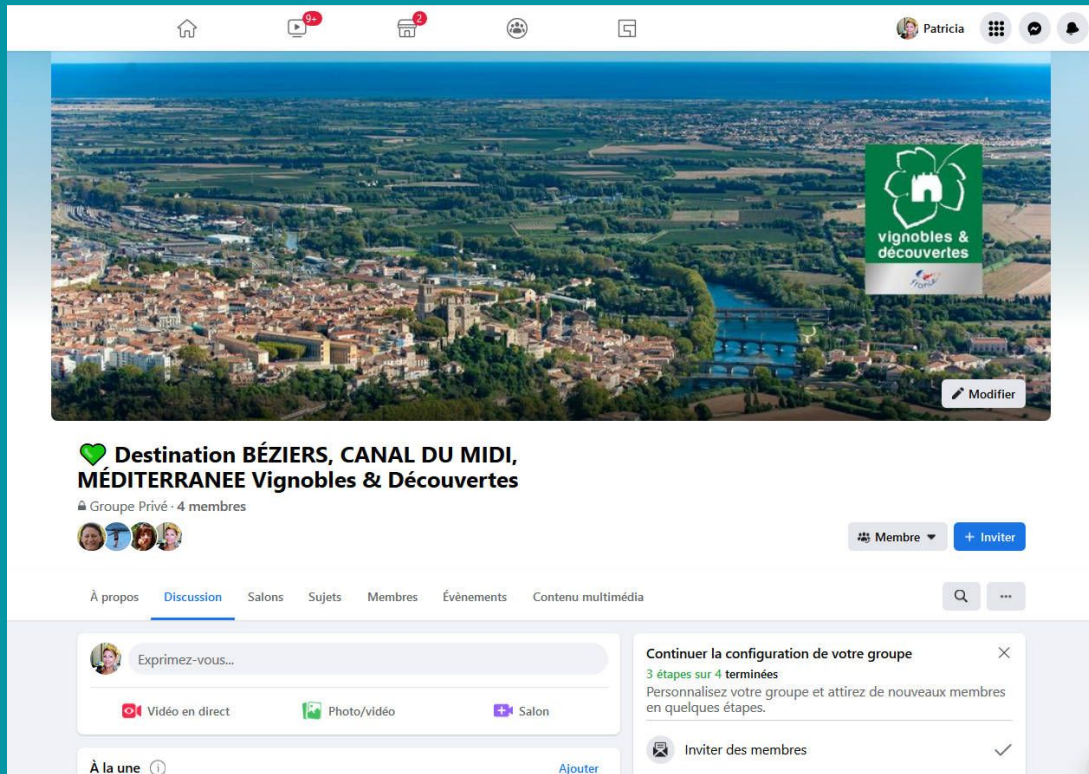 9+
2
Patricia
vignobles &
découvertes
France
Modifier
💚 Destination BÉZIERS, CANAL DU MIDI,
MÉDITERRANEE Vignobles & Découvertes
Groupe Privé · 4 membres
Membre
+ Inviter
À propos Discussion Salons Sujets Membres Évènements Contenu multimédia
Exprimez-vous...
Vidéo en direct Photo/vidéo Salon
À la une
Ajouter
Continuer la configuration de votre groupe
3 étapes sur 4 terminées
Personnalisez votre groupe et attirez de nouveaux membres
en quelques étapes.
Inviter des membres